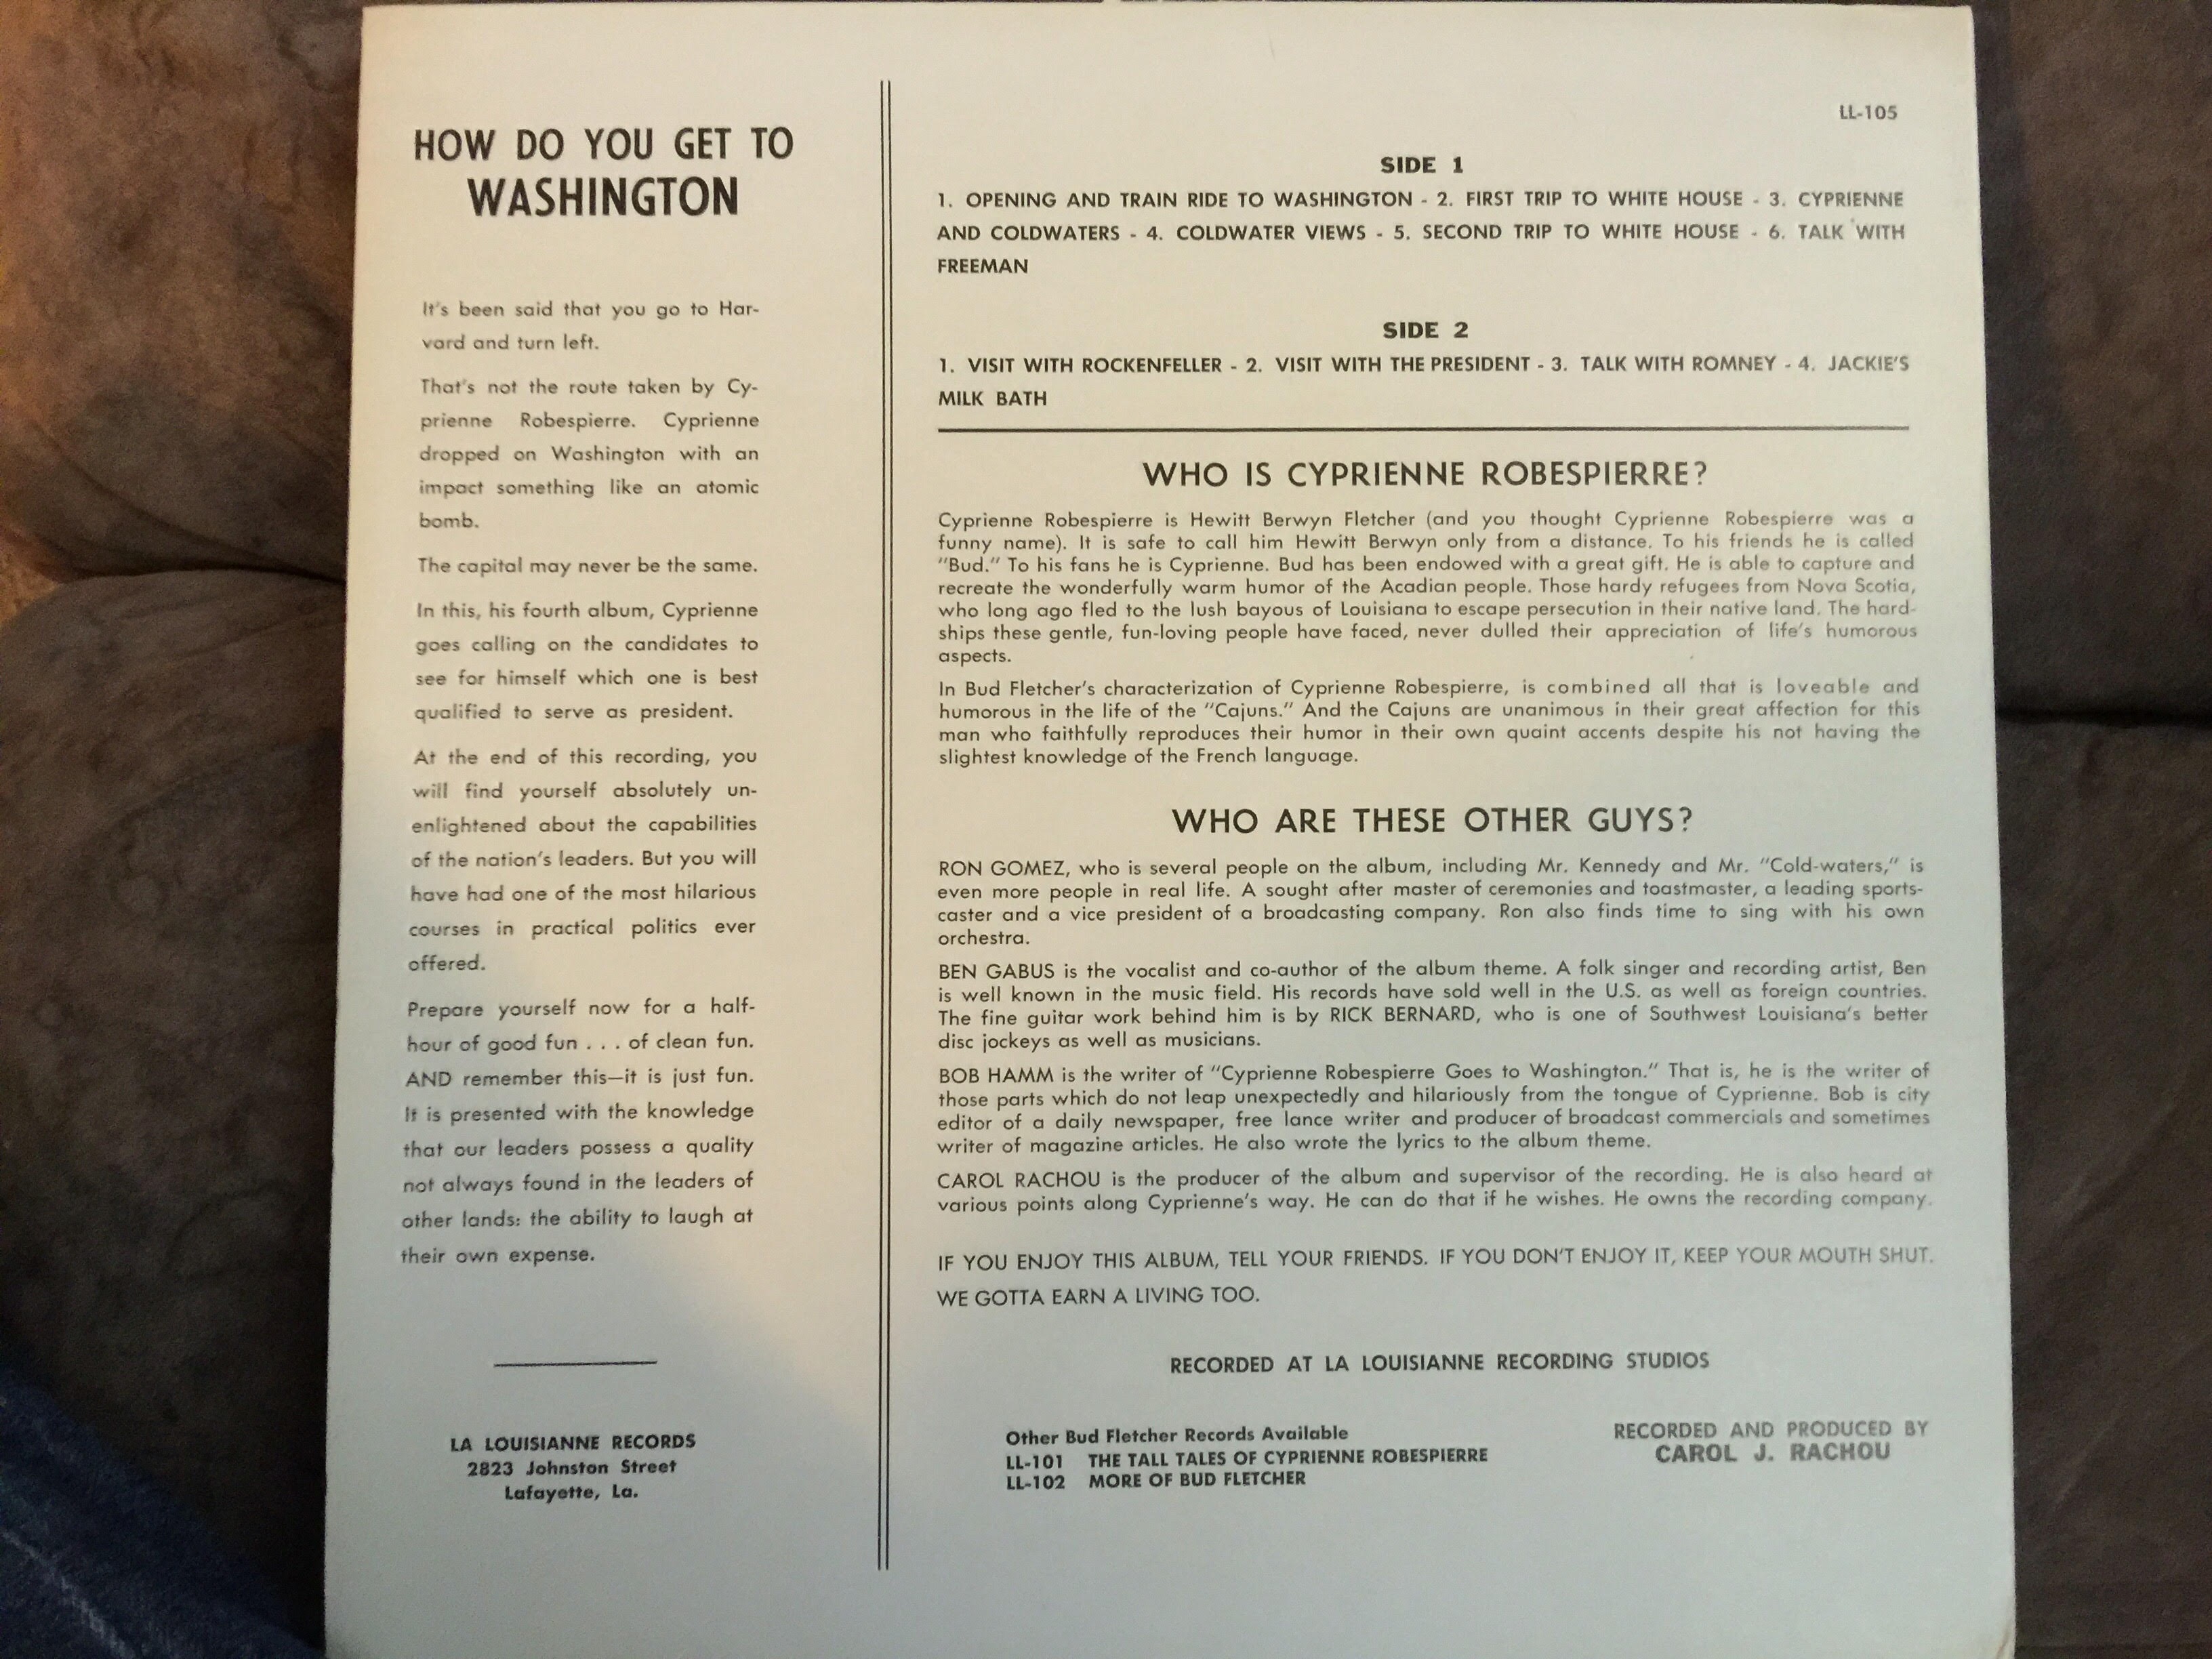 HOW DO YOU GET TO
WASHINGTON
It's been said that you go to Har-
vard and turn left.
That's not the route taken by Cy-
prienne Robespierre. Cyprienne
dropped on Washington with an
impact something like an atomic
bomb.
The capital may never be the same.
In this, his fourth album, Cyprienne
goes calling on the candidates to
see for himself which one is best
qualified to serve as president.
At the end of this recording, you
will find yourself absolutely un-
enlightened about the capabilities
of the nation's leaders. But you will
have had one of the most hilarious
courses in practical politics ever
offered.
Prepare yourself now for a half-
hour of good fun . . . of clean fun.
AND remember this—it is just fun.
It is presented with the knowledge
that our leaders possess a quality
not always found in the leaders of
other lands: the ability to laugh at
their own expense.
LA LOUISIANNE RECORDS
2823 Johnston Street
Lafayette, La.
LL-105
SIDE 1
1. OPENING AND TRAIN RIDE TO WASHINGTON - 2. FIRST TRIP TO WHITE HOUSE - 3. CYPRIENNE
AND COLDWATERS - 4. COLDWATER VIEWS - 5. SECOND TRIP TO WHITE HOUSE - 6. TALK WITH
FREEMAN
SIDE 2
1. VISIT WITH ROCKENFELLER - 2. VISIT WITH THE PRESIDENT - 3. TALK WITH ROMNEY - 4. JACKIE'S
MILK BATH
WHO IS CYPRIENNE ROBESPIERRE?
Cyprienne Robespierre is Hewitt Berwyn Fletcher (and you thought Cyprienne Robespierre was a
funny name). It is safe to call him Hewitt Berwyn only from a distance. To his friends he is called
"Bud." To his fans he is Cyprienne. Bud has been endowed with a great gift. He is able to capture and
recreate the wonderfully warm humor of the Acadian people. Those hardy refugees from Nova Scotia,
who long ago fled to the lush bayous of Louisiana to escape persecution in their native land. The hard-
ships these gentle, fun-loving people have faced, never dulled their appreciation of life's humorous
aspects.
In Bud Fletcher's characterization of Cyprienne Robespierre, is combined all that is loveable and
humorous in the life of the "Cajuns." And the Cajuns are unanimous in their great affection for this
man who faithfully reproduces their humor in their own quaint accents despite his not having the
slightest knowledge of the French language.
WHO ARE THESE OTHER GUYS?
RON GOMEZ, who is several people on the album, including Mr. Kennedy and Mr. "Cold-waters," is
even more people in real life. A sought after master of ceremonies and toastmaster, a leading sports-
caster and a vice president of a broadcasting company. Ron also finds time to sing with his own
orchestra.
BEN GABUS is the vocalist and co-author of the album theme. A folk singer and recording artist, Ben
is well known in the music field. His records have sold well in the U.S. as well as foreign countries.
The fine guitar work behind him is by RICK BERNARD, who is one of Southwest Louisiana's better
disc jockeys as well as musicians.
BOB HAMM is the writer of "Cyprienne Robespierre Goes to Washington." That is, he is the writer of
those parts which do not leap unexpectedly and hilariously from the tongue of Cyprienne. Bob is city
editor of a daily newspaper, free lance writer and producer of broadcast commercials and sometimes
writer of magazine articles. He also wrote the lyrics to the album theme.
CAROL RACHOU is the producer of the album and supervisor of the recording. He is also heard at
various points along Cyprienne's way. He can do that if he wishes. He owns the recording company.
IF YOU ENJOY THIS ALBUM, TELL YOUR FRIENDS. IF YOU DON'T ENJOY IT, KEEP YOUR MOUTH SHUT.
WE GOTTA EARN A LIVING TOO.
RECORDED AT LA LOUISIANNE RECORDING STUDIOS
Other Bud Fletcher Records Available
LL-101 THE TALL TALES OF CYPRIENNE ROBESPIERRE
LL-102 MORE OF BUD FLETCHER
RECORDED AND PRODUCED BY
CAROL J. RACHOU